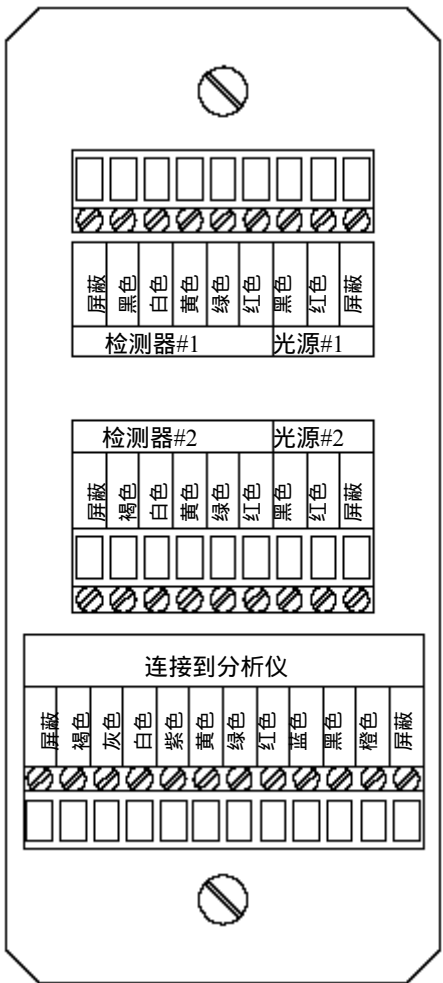 屏蔽 黑色 白色 黄色 绿色 红色 黑色 红色 屏蔽
检测器#1 光源#1
检测器#2 光源#2
屏蔽 褐色 白色 黄色 绿色 红色 黑色 红色 屏蔽
连接到分析仪
屏蔽 褐色 灰色 白色 紫色 黄色 绿色 红色 蓝色 黑色 橙色 屏蔽